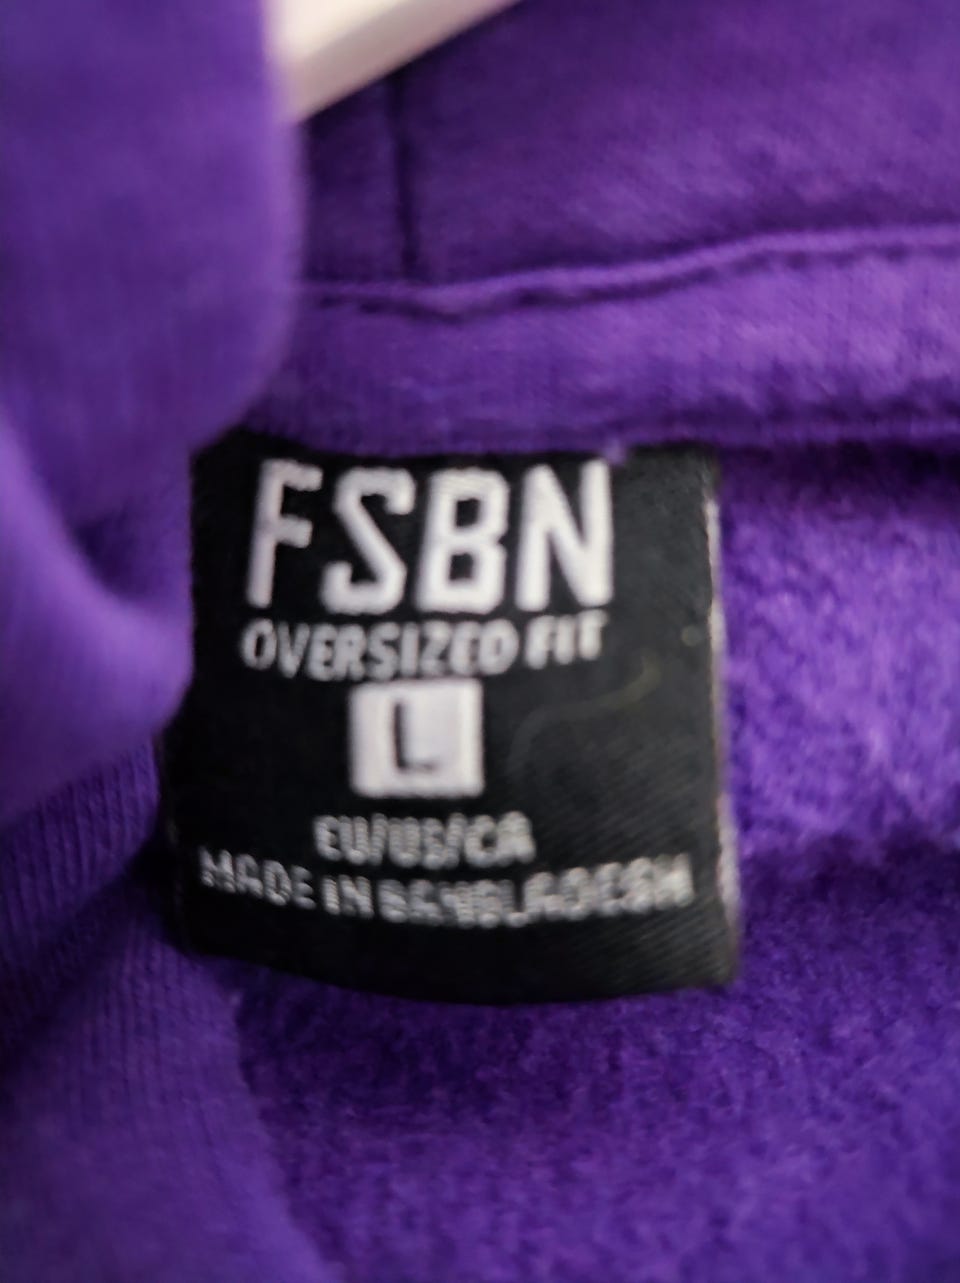 FSBN
OVERSIZED FIT
L
EU/US/CA
MADE IN BANGLADESH